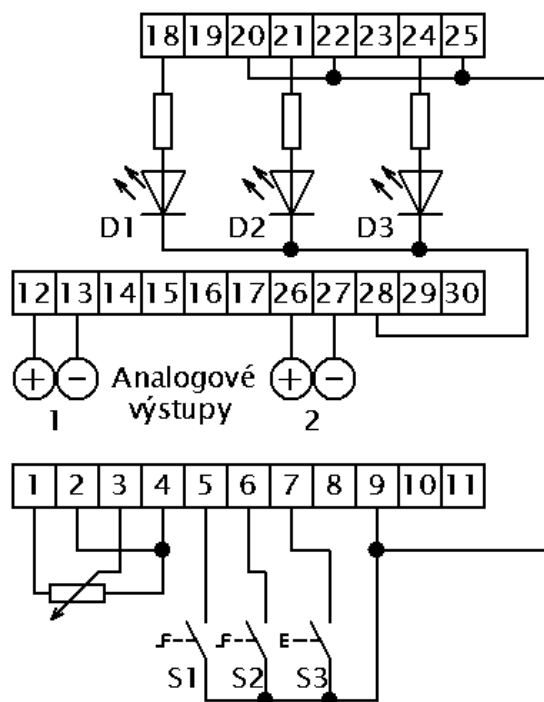 18 19 20 21 22 23 24 25
D1 D2 D3
12 13 14 15 16 17 26 27 28 29 30
+ − Analogové + −
1 výstupy 2
1 2 3 4 5 6 7 8 9 10 11
S1 S2 S3